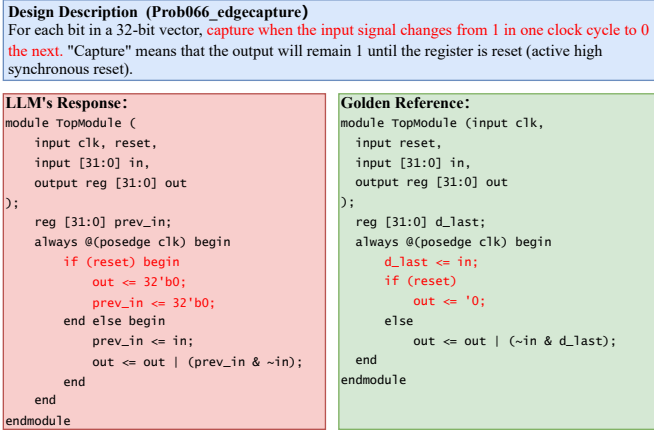 Design Description (Prob066_edgecapture)
For each bit in a 32-bit vector, capture when the input signal changes from 1 in one clock cycle to 0
the next. "Capture" means that the output will remain 1 until the register is reset (active high
synchronous reset).
LLM's Response:
module TopModule (
    input clk, reset,
    input [31:0] in,
    output reg [31:0] out
);
    reg [31:0] prev_in;
    always @(posedge clk) begin
        if (reset) begin
            out <= 32'b0;
            prev_in <= 32'b0;
        end else begin
            prev_in <= in;
            out <= out | (prev_in & ~in);
        end
    end
endmodule
Golden Reference:
module TopModule (input clk,
  input reset,
  input [31:0] in,
  output reg [31:0] out
);
  reg [31:0] d_last;
  always @(posedge clk) begin
      d_last <= in;
      if (reset)
          out <= '0;
      else
          out <= out | (~in & d_last);
  end
endmodule